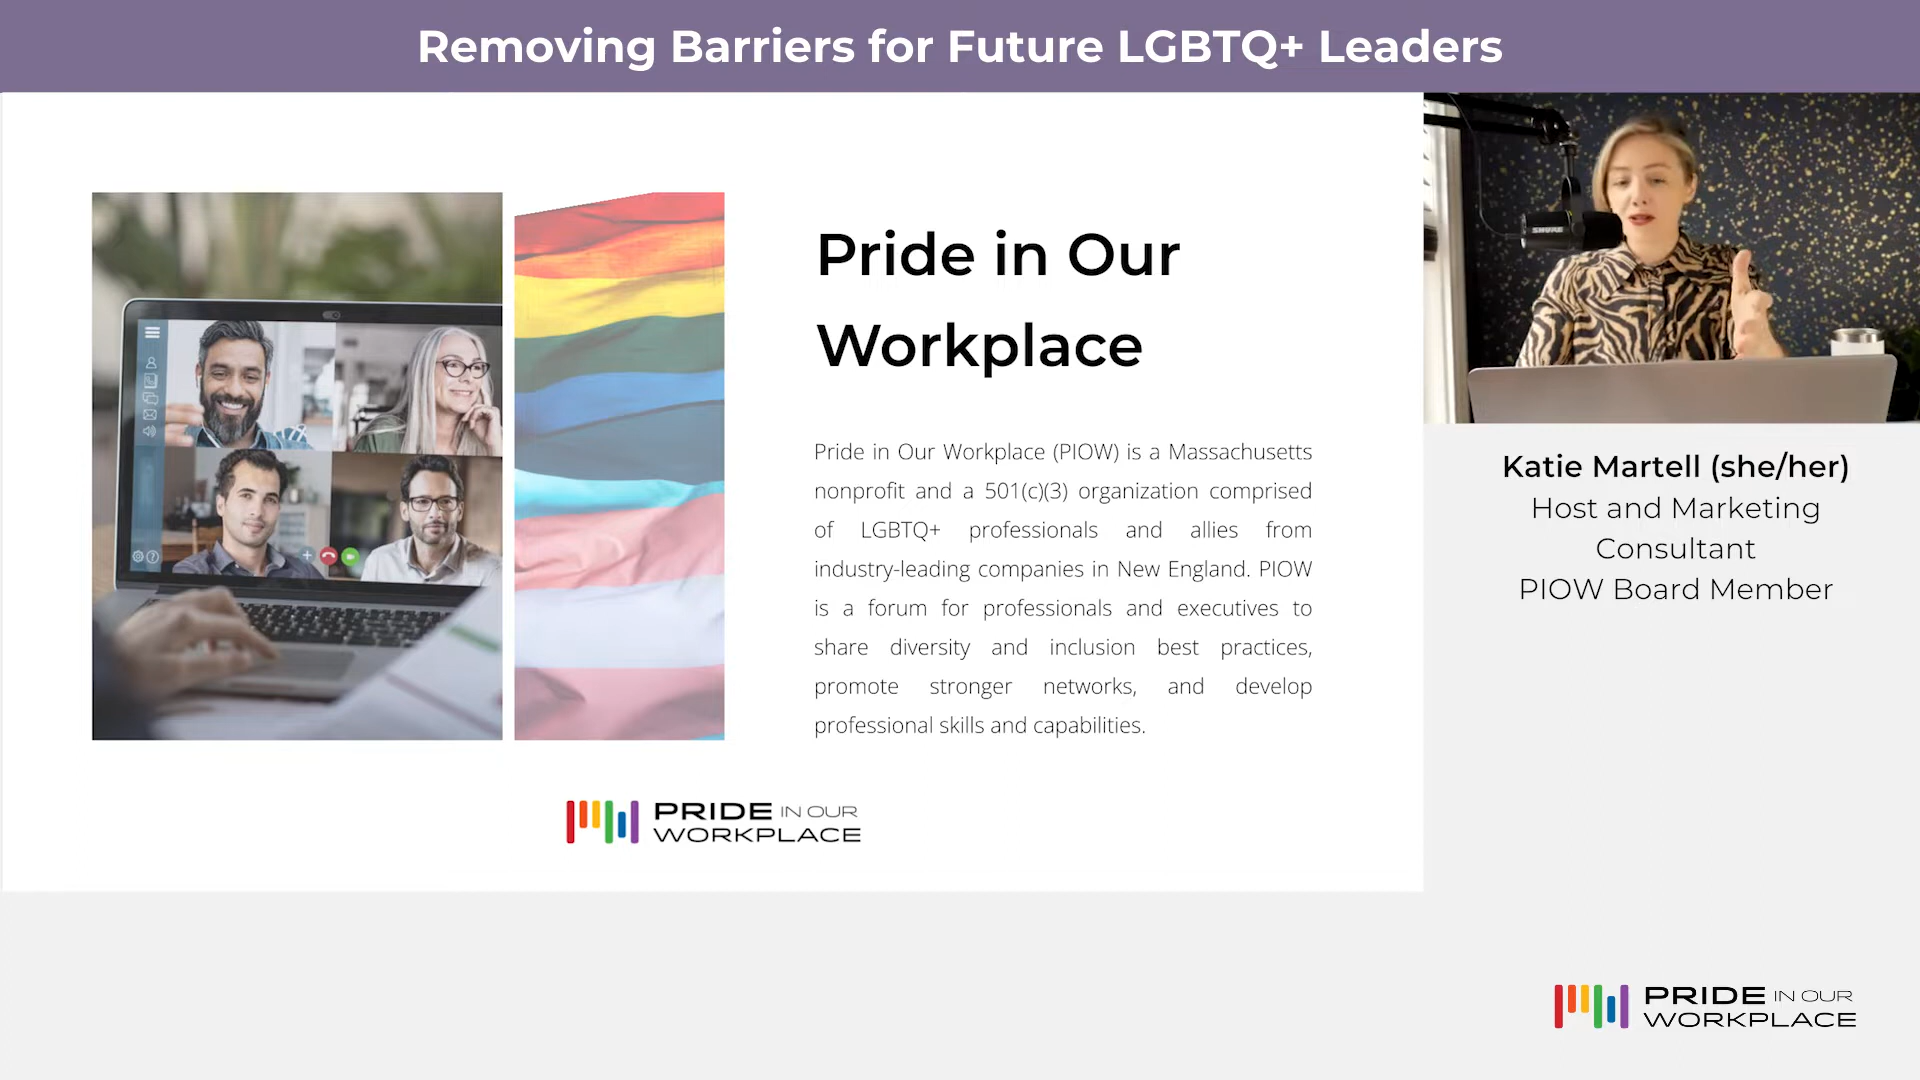 Removing Barriers for Future LGBTQ+ Leaders
Pride in Our
Workplace
Pride in Our Workplace (PIOW) is a Massachusetts
nonprofit and a 501(c)(3) organization comprised
of LGBTQ+ professionals and allies from
industry-leading companies in New England. PIOW
is a forum for professionals and executives to
share diversity and inclusion best practices,
promote stronger networks, and develop
professional skills and capabilities.
PRIDE IN OUR
WORKPLACE
SHURE
Katie Martell (she/her)
Host and Marketing
Consultant
PIOW Board Member
PRIDE IN OUR
WORKPLACE